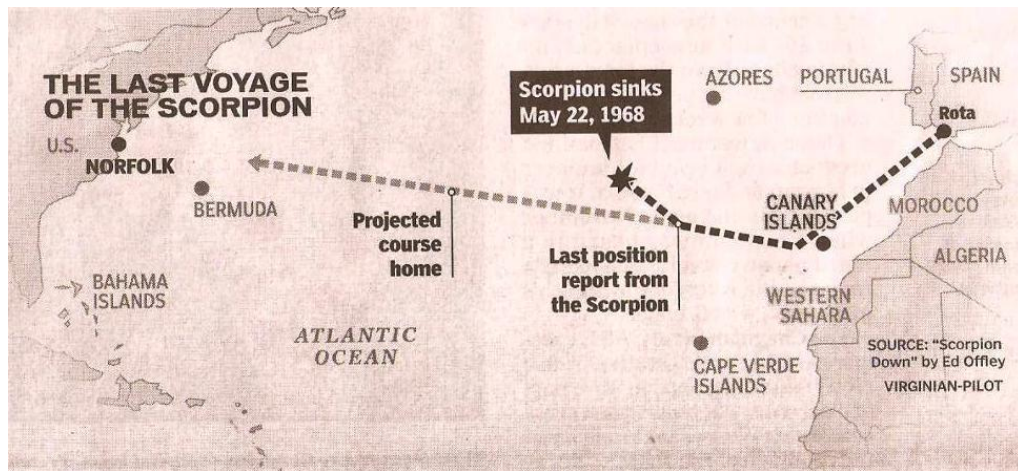 THE LAST VOYAGE
OF THE SCORPION
U.S.
NORFOLK
BERMUDA
BAHAMA
ISLANDS
ATLANTIC
OCEAN
Projected
course
home
Scorpion sinks
May 22, 1968
Last position
report from
the Scorpion
AZORES
PORTUGAL
SPAIN
Rota
CANARY
ISLANDS
MOROCCO
ALGERIA
WESTERN
SAHARA
CAPE VERDE
ISLANDS
SOURCE: "Scorpion
Down" by Ed Offley
VIRGINIAN-PILOT